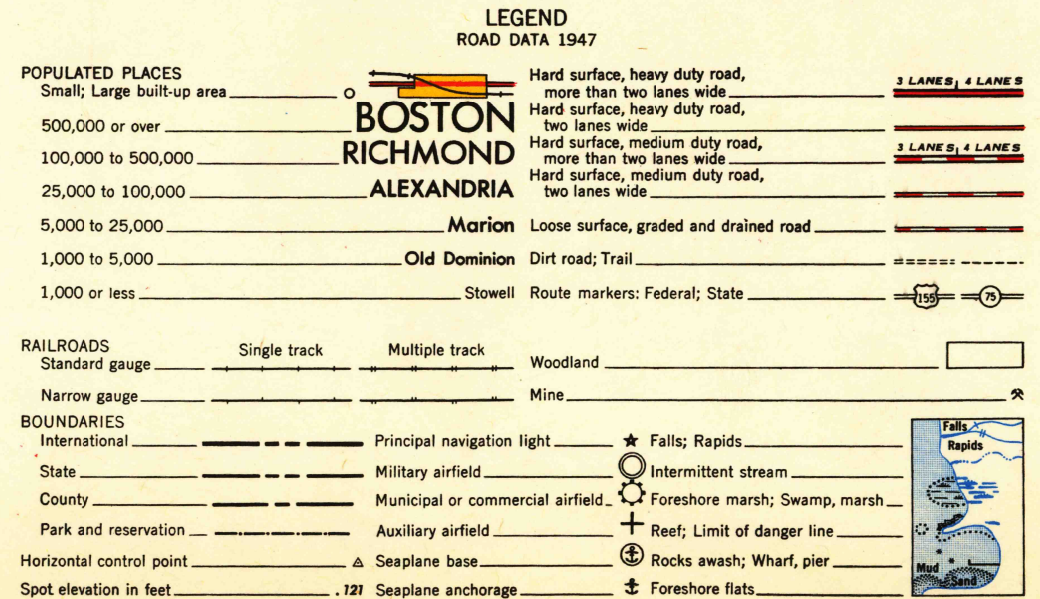 LEGEND
ROAD DATA 1947
POPULATED PLACES
Small; Large built-up area
500,000 or over BOSTON
100,000 to 500,000 RICHMOND
25,000 to 100,000 ALEXANDRIA
5,000 to 25,000 Marion
1,000 to 5,000 Old Dominion
1,000 or less Stowell
Hard surface, heavy duty road,
more than two lanes wide 3 LANES 4 LANES
Hard surface, heavy duty road,
two lanes wide
Hard surface, medium duty road,
more than two lanes wide 3 LANES 4 LANES
Hard surface, medium duty road,
two lanes wide
Loose surface, graded and drained road
Dirt road; Trail
Route markers: Federal; State 155 75
RAILROADS
Single track Multiple track
Standard gauge
Narrow gauge
Woodland
Mine
BOUNDARIES
International
State
County
Park and reservation
Horizontal control point
Spot elevation in feet .121
Principal navigation light
Military airfield
Municipal or commercial airfield
Auxiliary airfield
Seaplane base
Seaplane anchorage
Falls; Rapids
Intermittent stream
Foreshore marsh; Swamp, marsh
Reef; Limit of danger line
Rocks awash; Wharf, pier
Foreshore flats
Falls
Rapids
Mud
Sand